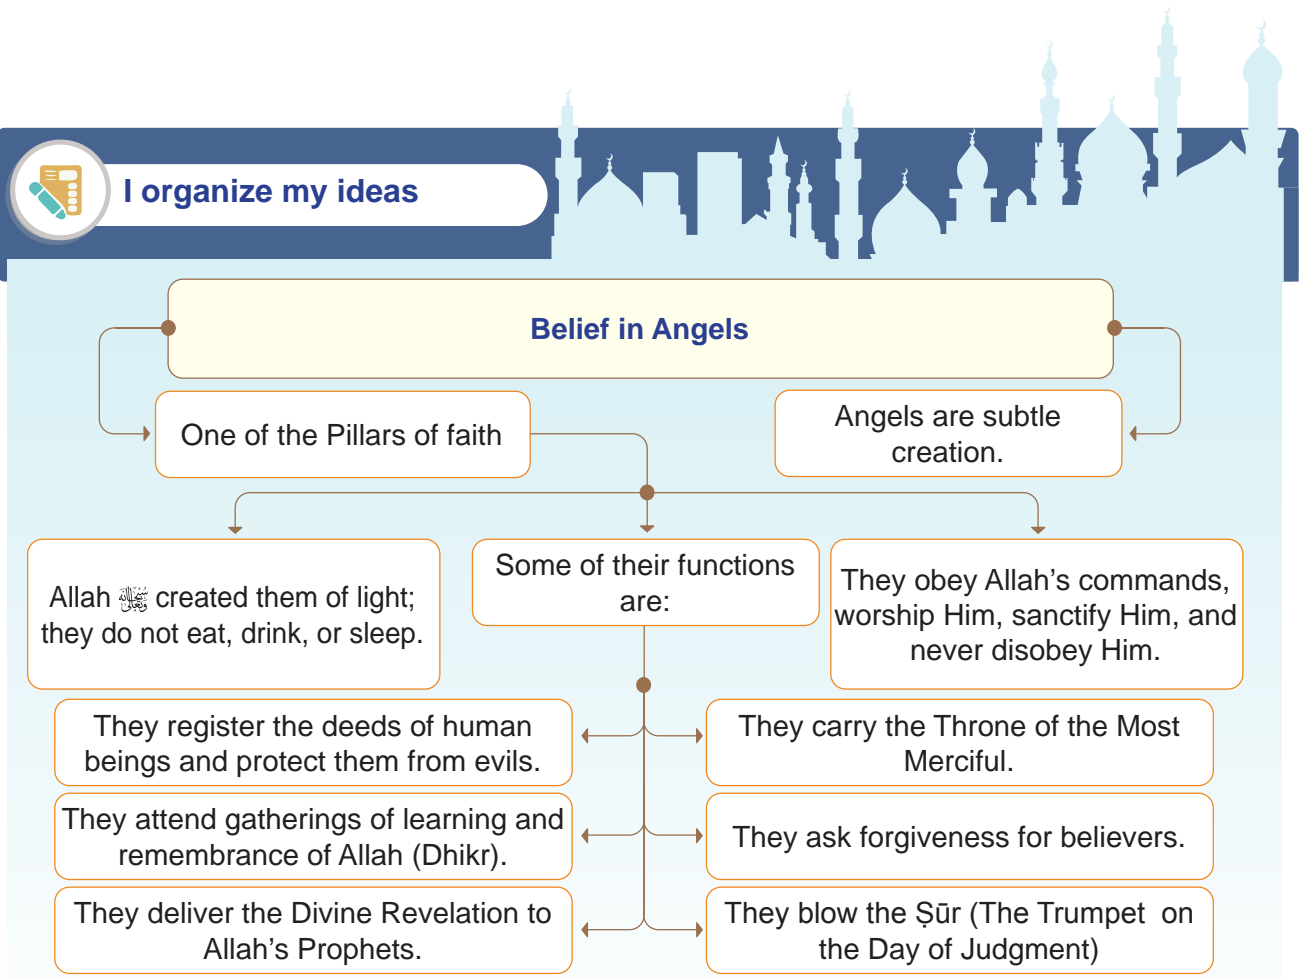 I organize my ideas
Belief in Angels
One of the Pillars of faith
Angels are subtle
creation.
Allah سُبْحَانَهُ وَتَعَالَى created them of light;
they do not eat, drink, or sleep.
Some of their functions
are:
They obey Allah’s commands,
worship Him, sanctify Him, and
never disobey Him.
They register the deeds of human
beings and protect them from evils.
They carry the Throne of the Most
Merciful.
They attend gatherings of learning and
remembrance of Allah (Dhikr).
They ask forgiveness for believers.
They deliver the Divine Revelation to
Allah’s Prophets.
They blow the Ṣūr (The Trumpet  on
the Day of Judgment)